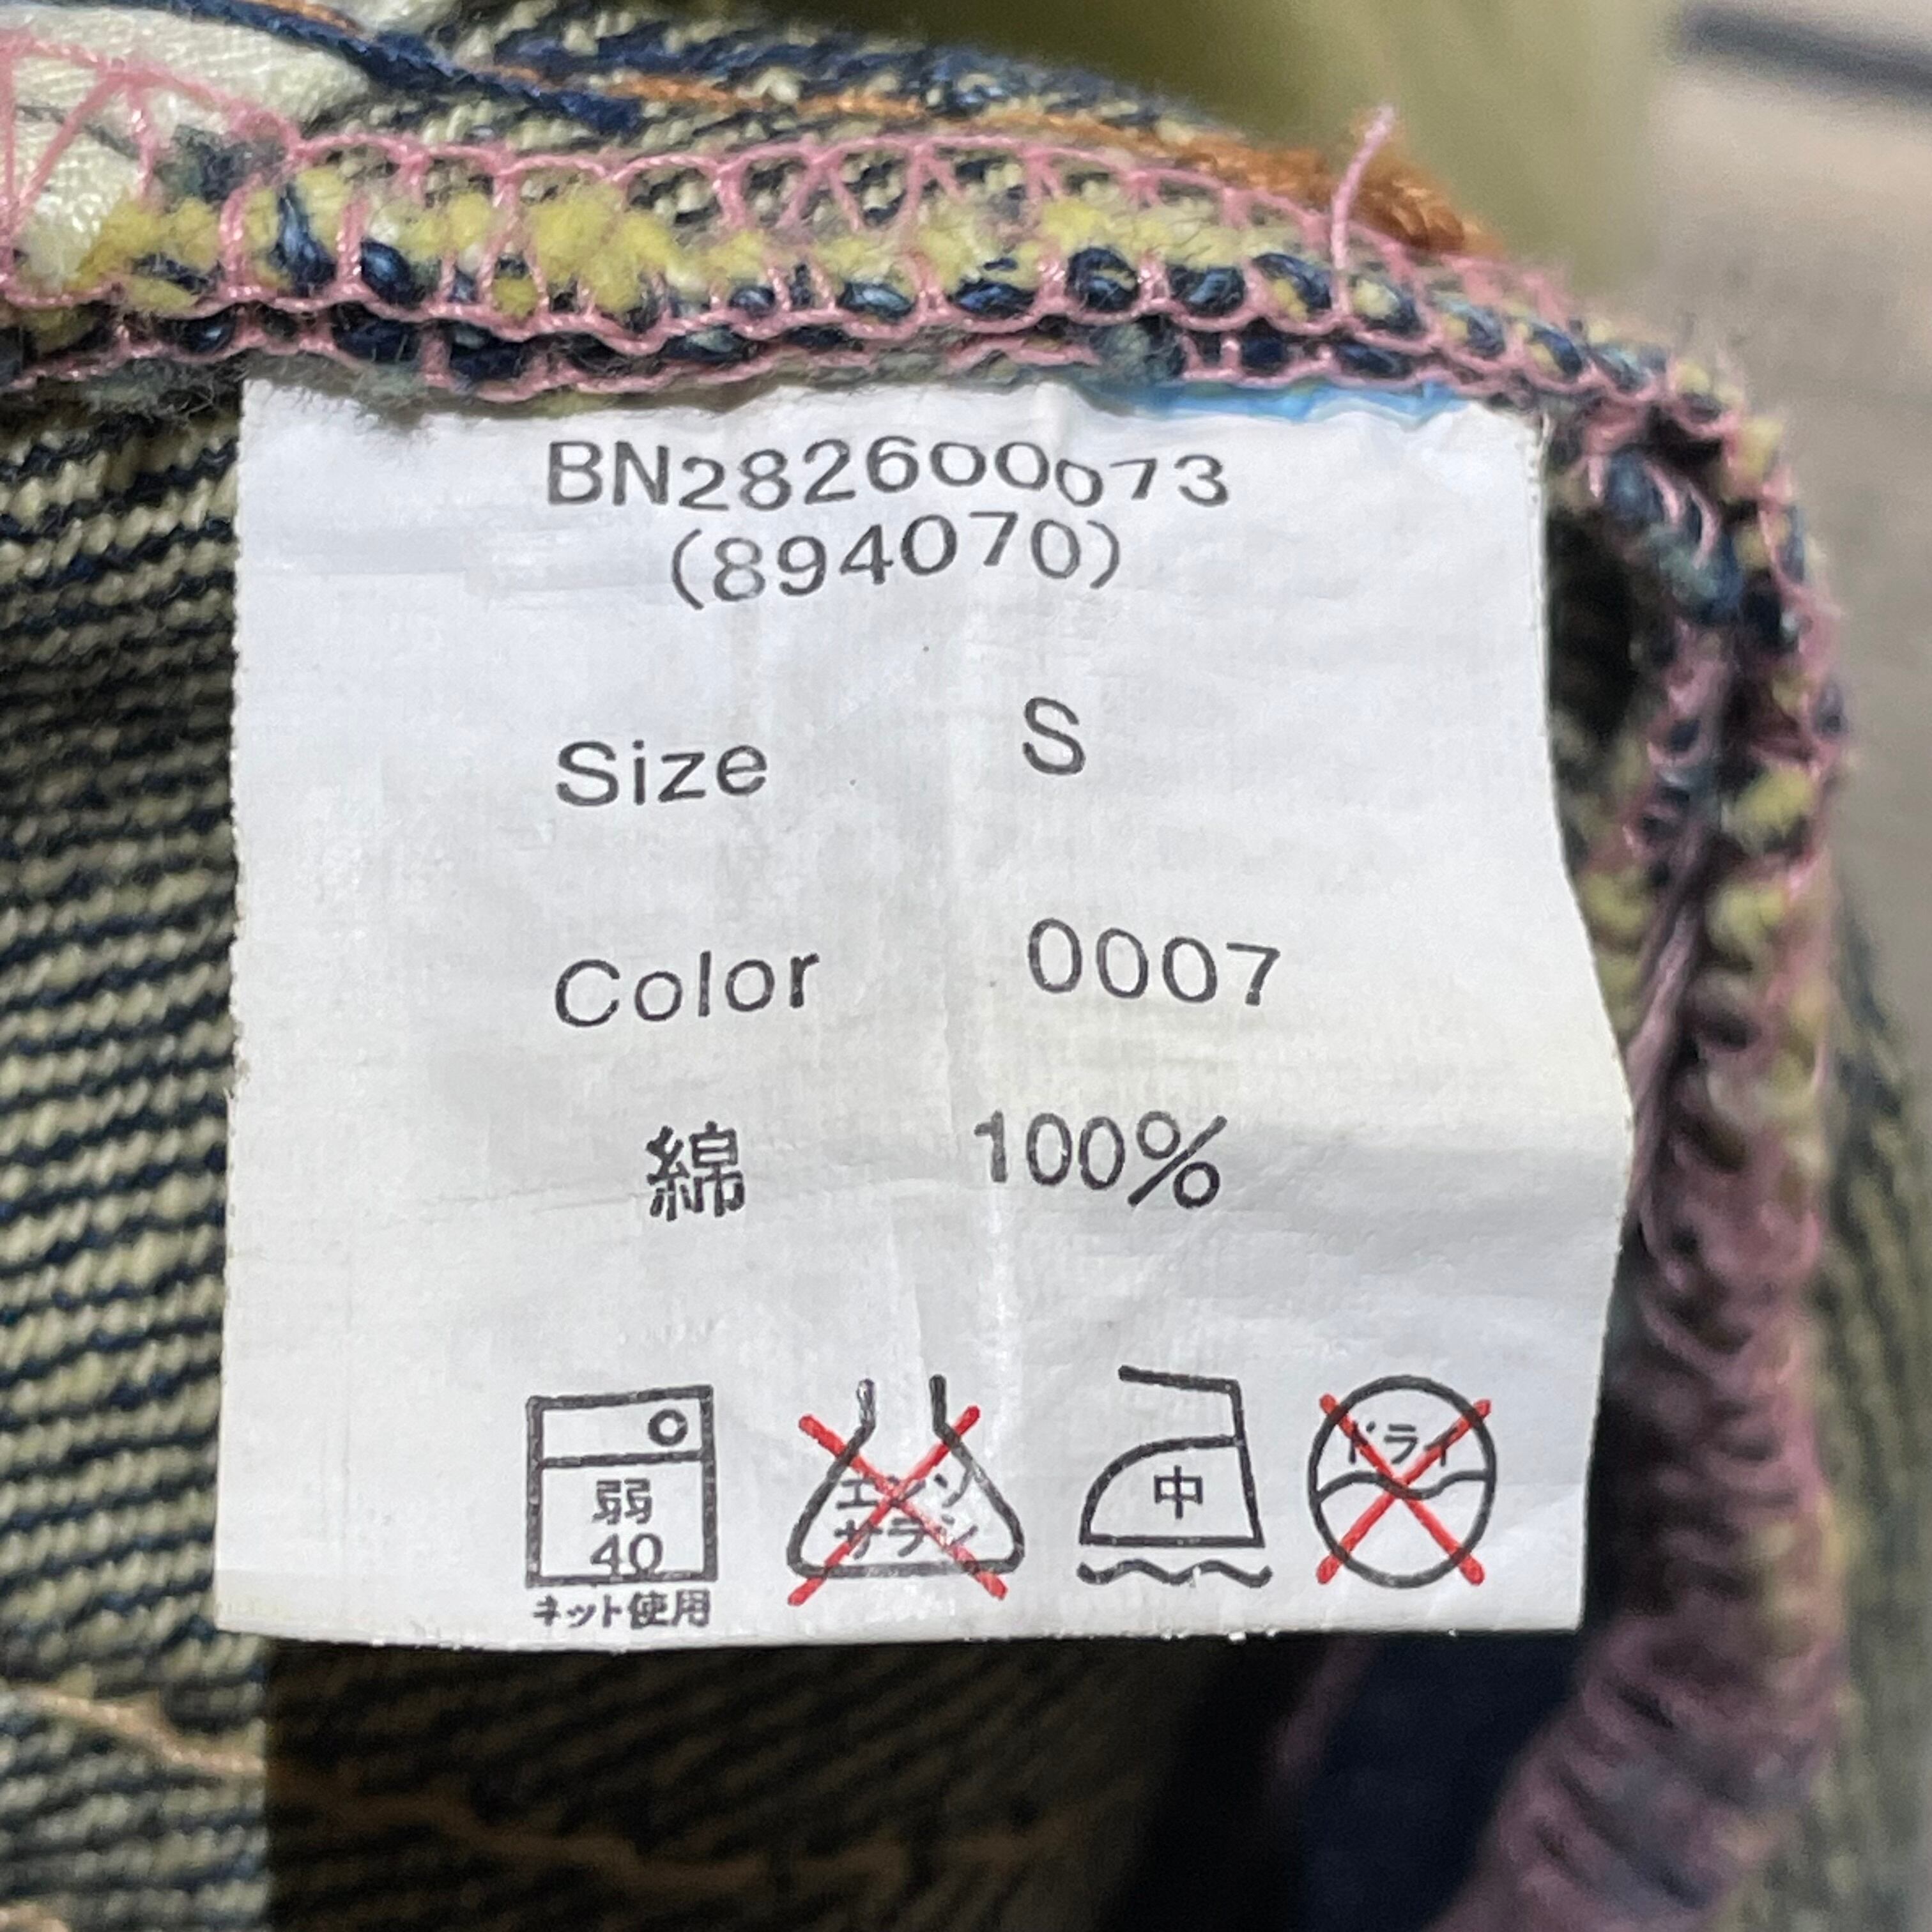 BN282600073
(894070)
Size S
Color 0007
綿 100%
弱
40
ネット使用
エンソ
サラシ
中
ドライ